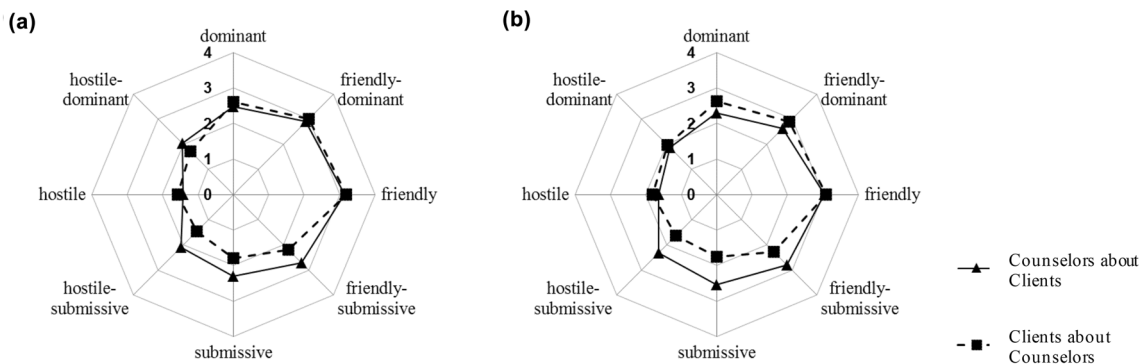 (a)
dominant
4
hostile-
dominant
friendly-
dominant
3
2
1
hostile
0
friendly
hostile-
submissive
friendly-
submissive
submissive
(b)
dominant
4
hostile-
dominant
friendly-
dominant
3
2
1
hostile
0
friendly
hostile-
submissive
friendly-
submissive
submissive
Counselors about
Clients
Clients about
Counselors